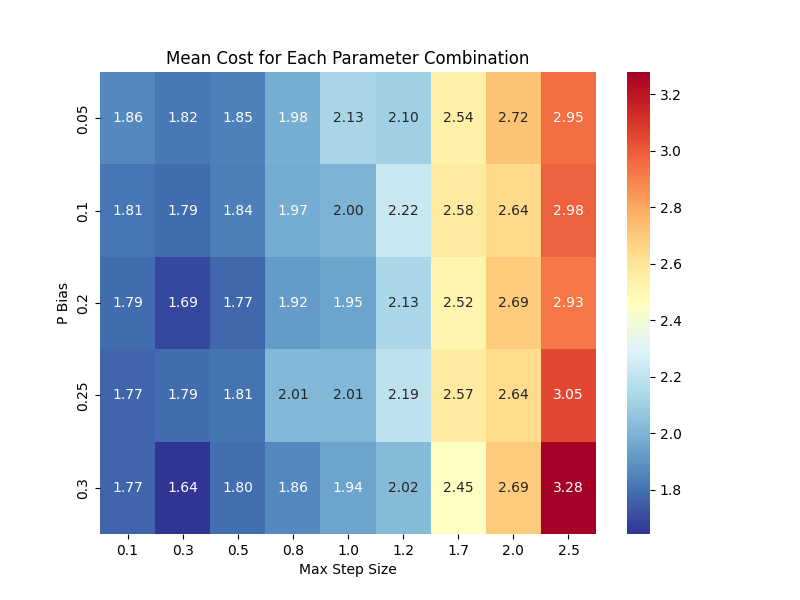 Mean Cost for Each Parameter Combination
0.05 1.86 1.82 1.85 1.98 2.13 2.10 2.54 2.72 2.95
0.1 1.81 1.79 1.84 1.97 2.00 2.22 2.58 2.64 2.98
0.2 1.79 1.69 1.77 1.92 1.95 2.13 2.52 2.69 2.93
0.25 1.77 1.79 1.81 2.01 2.01 2.19 2.57 2.64 3.05
0.3 1.77 1.64 1.80 1.86 1.94 2.02 2.45 2.69 3.28
P Bias
0.1 0.3 0.5 0.8 1.0 1.2 1.7 2.0 2.5
Max Step Size
3.2
3.0
2.8
2.6
2.4
2.2
2.0
1.8